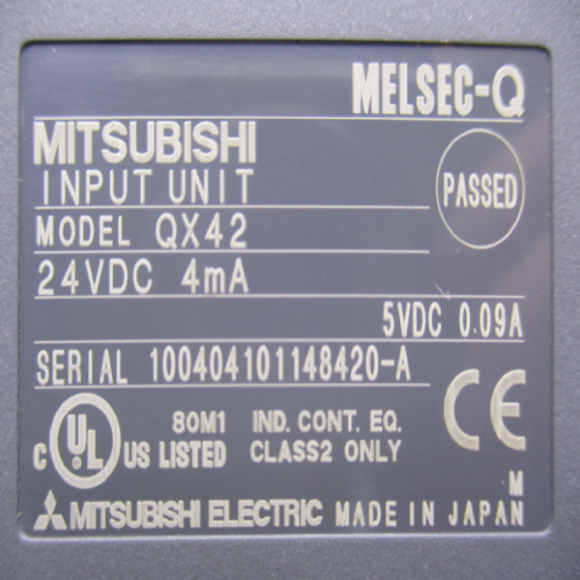 MELSEC-Q
MITSUBISHI
INPUT UNIT
PASSED
MODEL QX42
24VDC 4mA
5VDC 0.09A
SERIAL 100404101148420-A
CE
80M1 IND. CONT. EQ.
C UL US LISTED CLASS2 ONLY
M
MITSUBISHI ELECTRIC MADE IN JAPAN